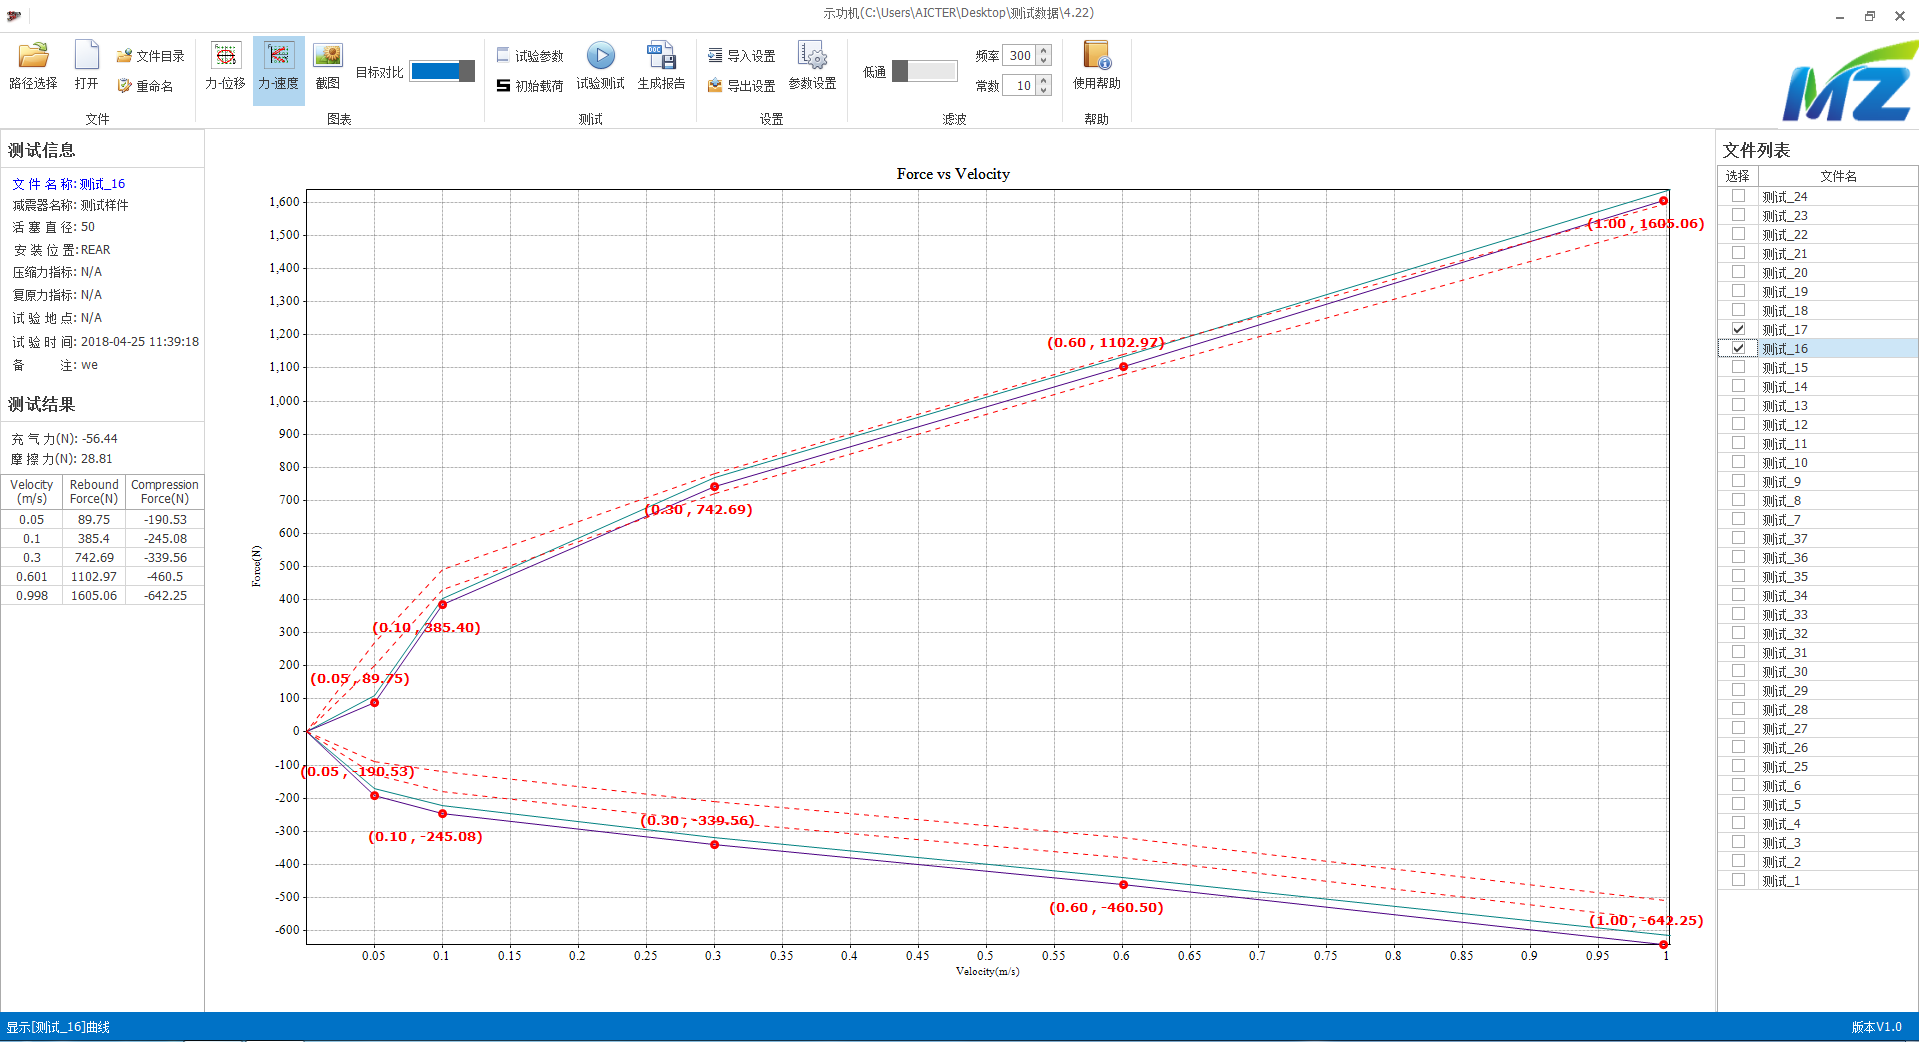 示功机(C:\Users\AICTER\Desktop\测试数据\4.22)
路径选择
打开
文件目录
重命名
文件
力-位移
力-速度
截图
目标对比
图表
试验参数
初始载荷
试验测试
生成报告
测试
导入设置
导出设置
参数设置
设置
低通
频率 300
常数 10
滤波
使用帮助
帮助
MZ
测试信息
文 件 名 称: 测试_16
减震器名称: 测试样件
活 塞 直 径: 50
安 装 位 置: REAR
压缩力指标: N/A
复原力指标: N/A
试 验 地 点: N/A
试 验 时 间: 2018-04-25 11:39:18
备 注: we
测试结果
充 气 力(N): -56.44
摩 擦 力(N): 28.81
Velocity (m/s) Rebound Force(N) Compression Force(N)
0.05 89.75 -190.53
0.1 385.4 -245.08
0.3 742.69 -339.56
0.601 1102.97 -460.5
0.998 1605.06 -642.25
Force vs Velocity
1,600
1,500
1,400
1,300
1,200
1,100
1,000
900
800
700
600
500
400
300
200
100
0
-100
-200
-300
-400
-500
-600
Force(N)
(1.00 , 1605.06)
(0.60 , 1102.97)
(0.30 , 742.69)
(0.10 , 385.40)
(0.05 , 89.75)
(0.05 , -190.53)
(0.10 , -245.08)
(0.30 , -339.56)
(0.60 , -460.50)
(1.00 , -642.25)
0.05 0.1 0.15 0.2 0.25 0.3 0.35 0.4 0.45 0.5 0.55 0.6 0.65 0.7 0.75 0.8 0.85 0.9 0.95 1
Velocity(m/s)
文件列表
选择 文件名
测试_24
测试_23
测试_22
测试_21
测试_20
测试_19
测试_18
测试_17
测试_16
测试_15
测试_14
测试_13
测试_12
测试_11
测试_10
测试_9
测试_8
测试_7
测试_37
测试_36
测试_35
测试_34
测试_33
测试_32
测试_31
测试_30
测试_29
测试_28
测试_27
测试_26
测试_25
测试_6
测试_5
测试_4
测试_3
测试_2
测试_1
显示[测试_16]曲线
版本V1.0